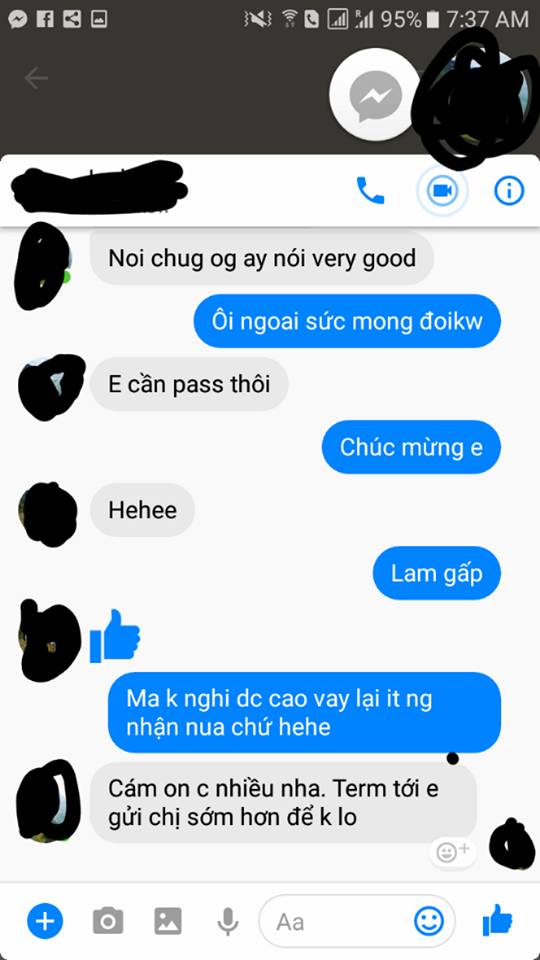 95% 7:37 AM
Noi chug og ay nói very good
Ôi ngoai sức mong đoikw
E cần pass thôi
Chúc mừng e
Hehee
Lam gấp
Ma k nghi dc cao vay lại it ng
nhận nua chứ hehe
Cám on c nhiều nha. Term tới e
gửi chị sớm hơn để k lo
Aa